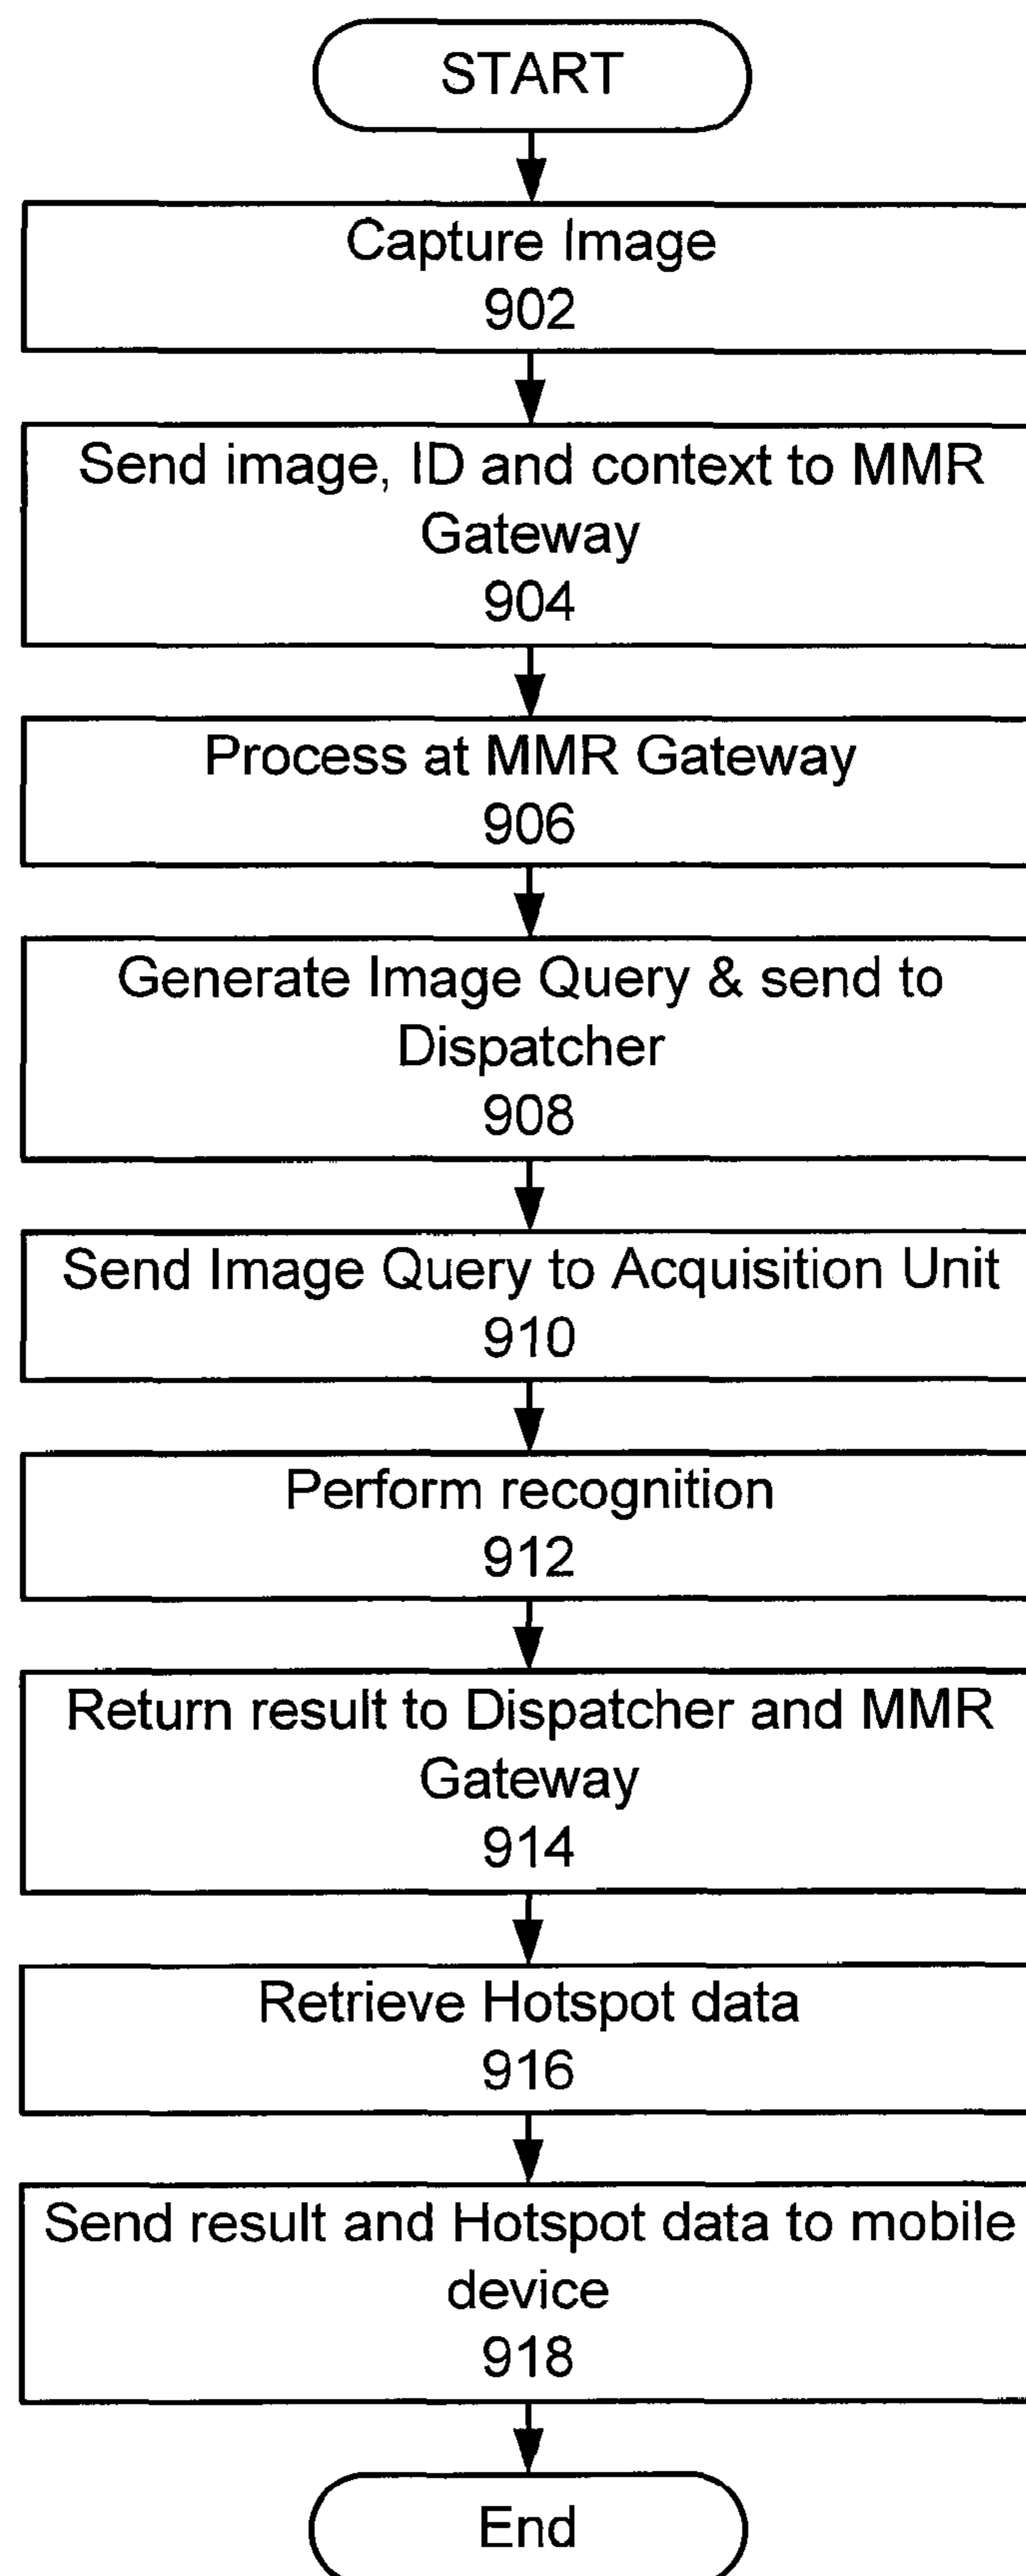 START
Capture Image
902
Send image, ID and context to MMR
Gateway
904
Process at MMR Gateway
906
Generate Image Query & send to
Dispatcher
908
Send Image Query to Acquisition Unit
910
Perform recognition
912
Return result to Dispatcher and MMR
Gateway
914
Retrieve Hotspot data
916
Send result and Hotspot data to mobile
device
918
End